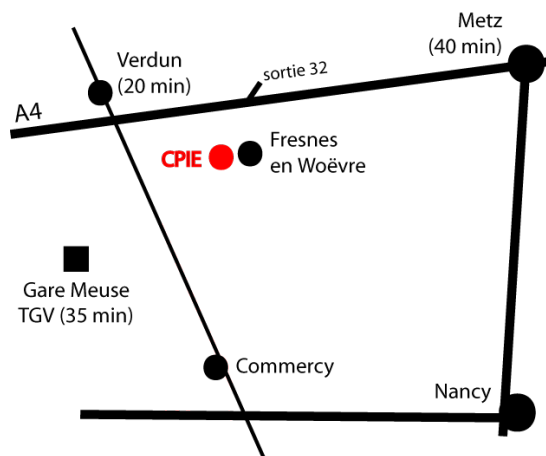 Metz
(40 min)
Verdun
(20 min)
sortie 32
A4
CPIE
Fresnes
en Woëvre
Gare Meuse
TGV (35 min)
Commercy
Nancy